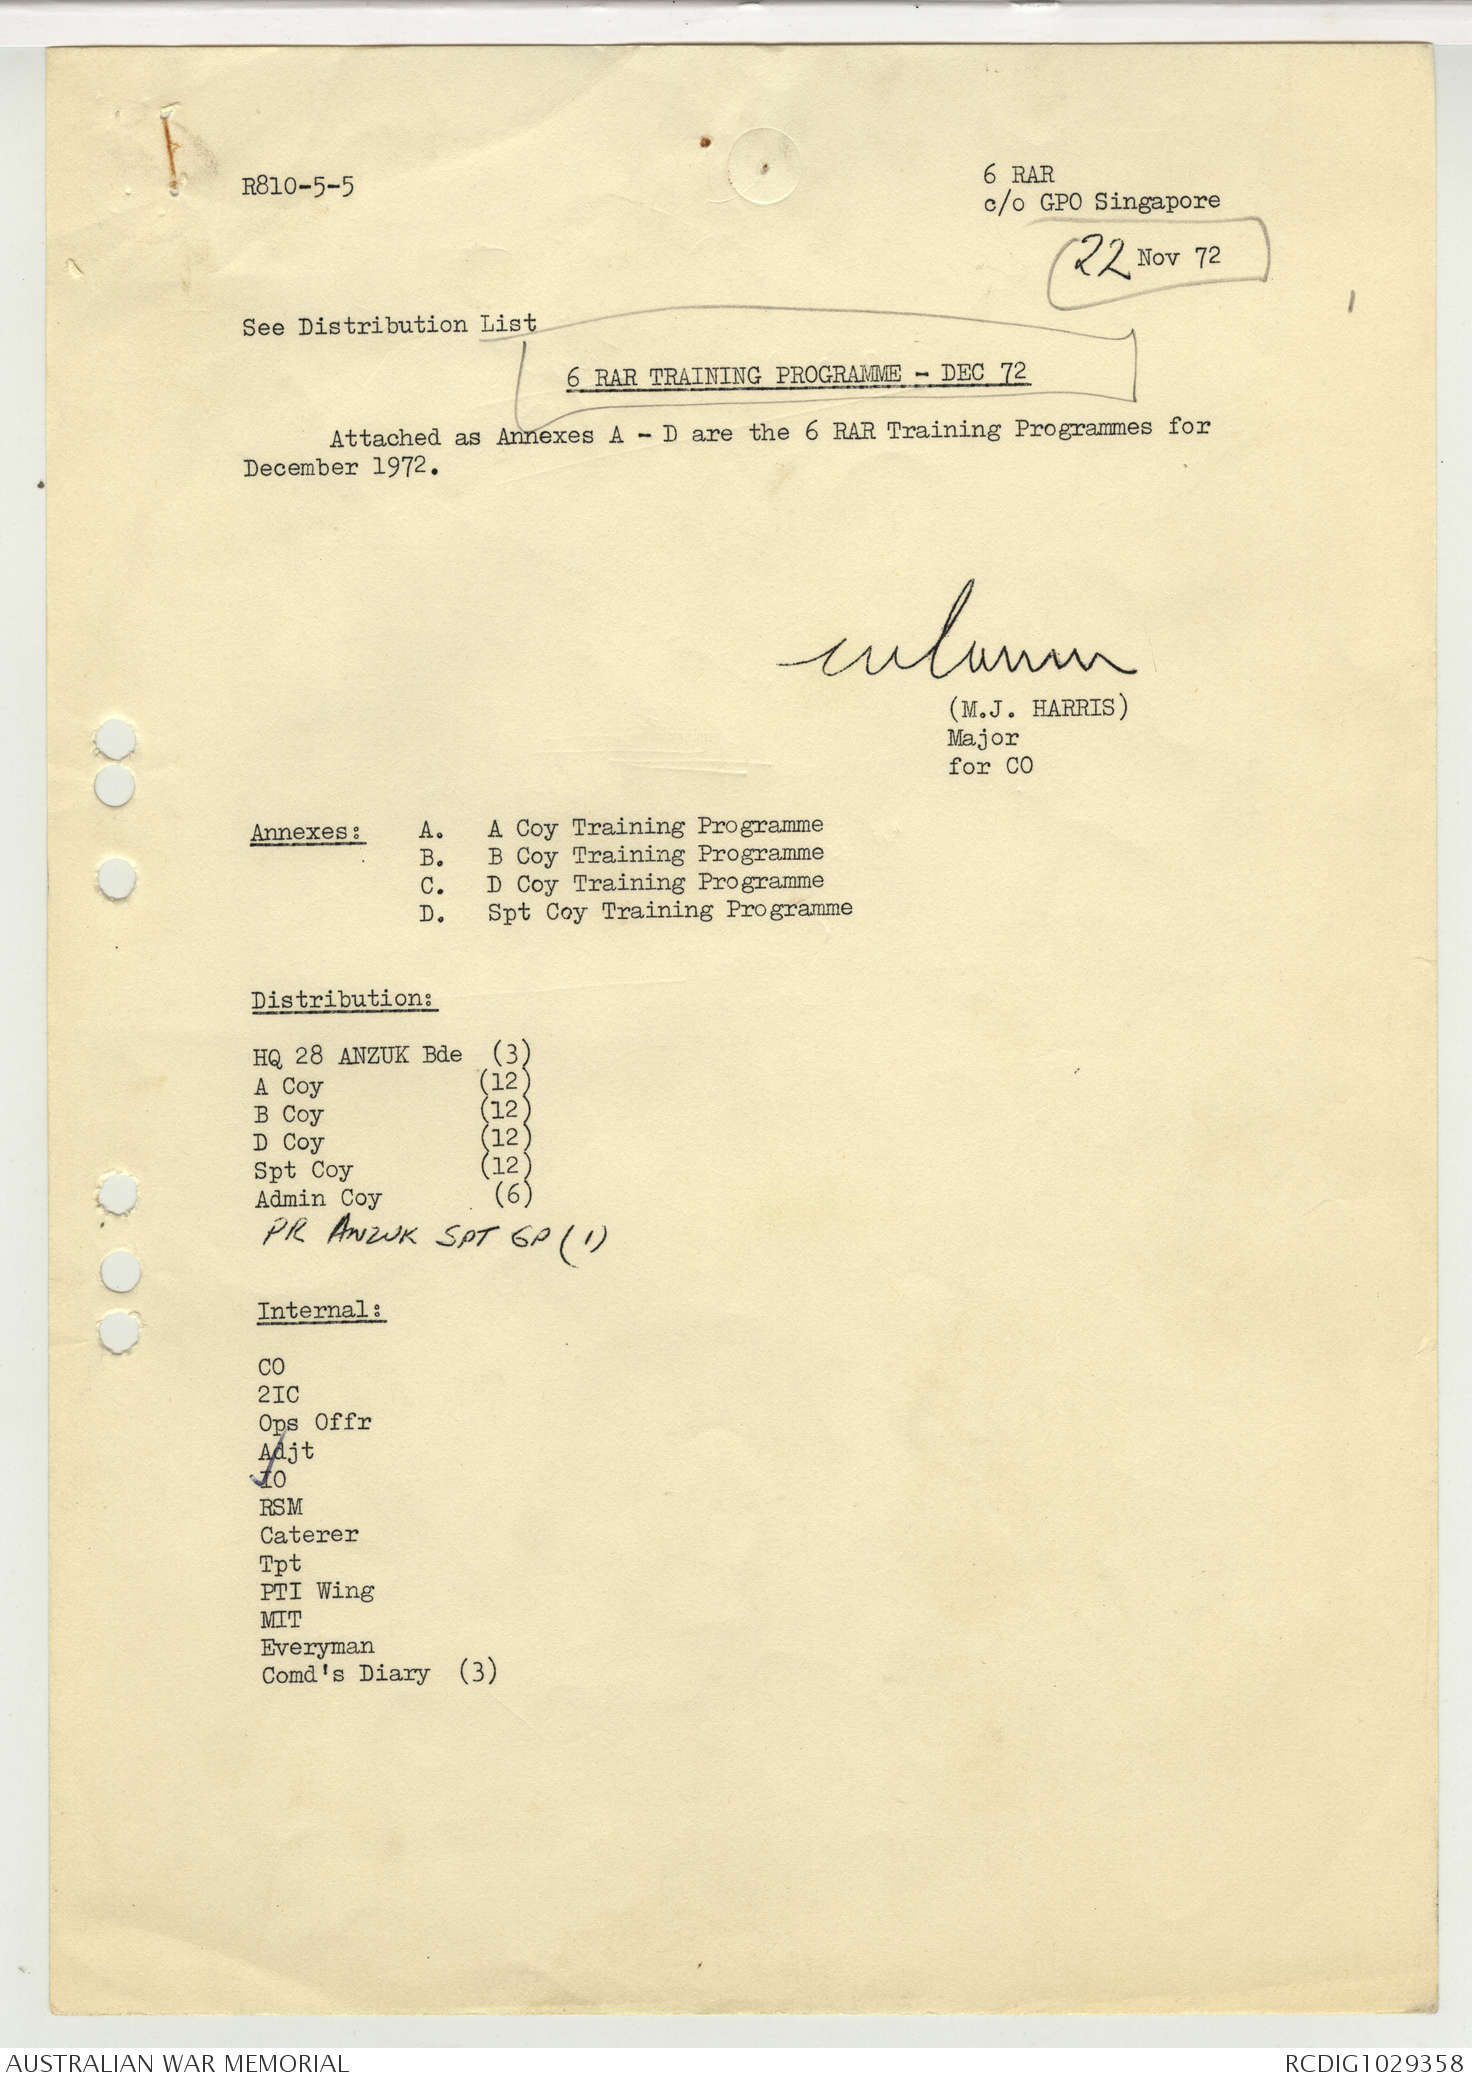 R810-5-5
6 RAR
c/o GPO Singapore
22 Nov 72
See Distribution List
6 RAR TRAINING PROGRAMME - DEC 72
Attached as Annexes A - D are the 6 RAR Training Programmes for
December 1972.
(M.J. HARRIS)
Major
for CO
Annexes: A. A Coy Training Programme
B. B Coy Training Programme
C. D Coy Training Programme
D. Spt Coy Training Programme
Distribution:
HQ 28 ANZUK Bde (3)
A Coy (12)
B Coy (12)
D Coy (12)
Spt Coy (12)
Admin Coy (6)
PR ANZUK SPT GP (1)
Internal:
CO
2IC
Ops Offr
Adjt
IO
RSM
Caterer
Tpt
PTI Wing
MIT
Everyman
Comd's Diary (3)
AUSTRALIAN WAR MEMORIAL
RCDIG1029358